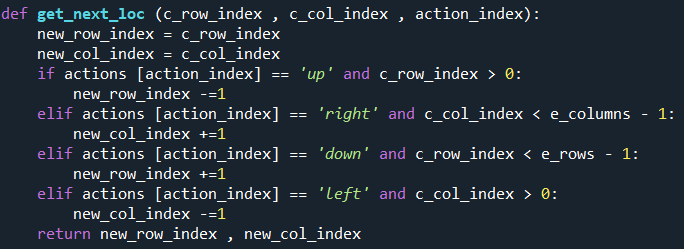 def get_next_loc (c_row_index , c_col_index , action_index):
    new_row_index = c_row_index
    new_col_index = c_col_index
    if actions [action_index] == 'up' and c_row_index > 0:
        new_row_index -=1
    elif actions [action_index] == 'right' and c_col_index < e_columns - 1:
        new_col_index +=1
    elif actions [action_index] == 'down' and c_row_index < e_rows - 1:
        new_row_index +=1
    elif actions [action_index] == 'left' and c_col_index > 0:
        new_col_index -=1
    return new_row_index , new_col_index